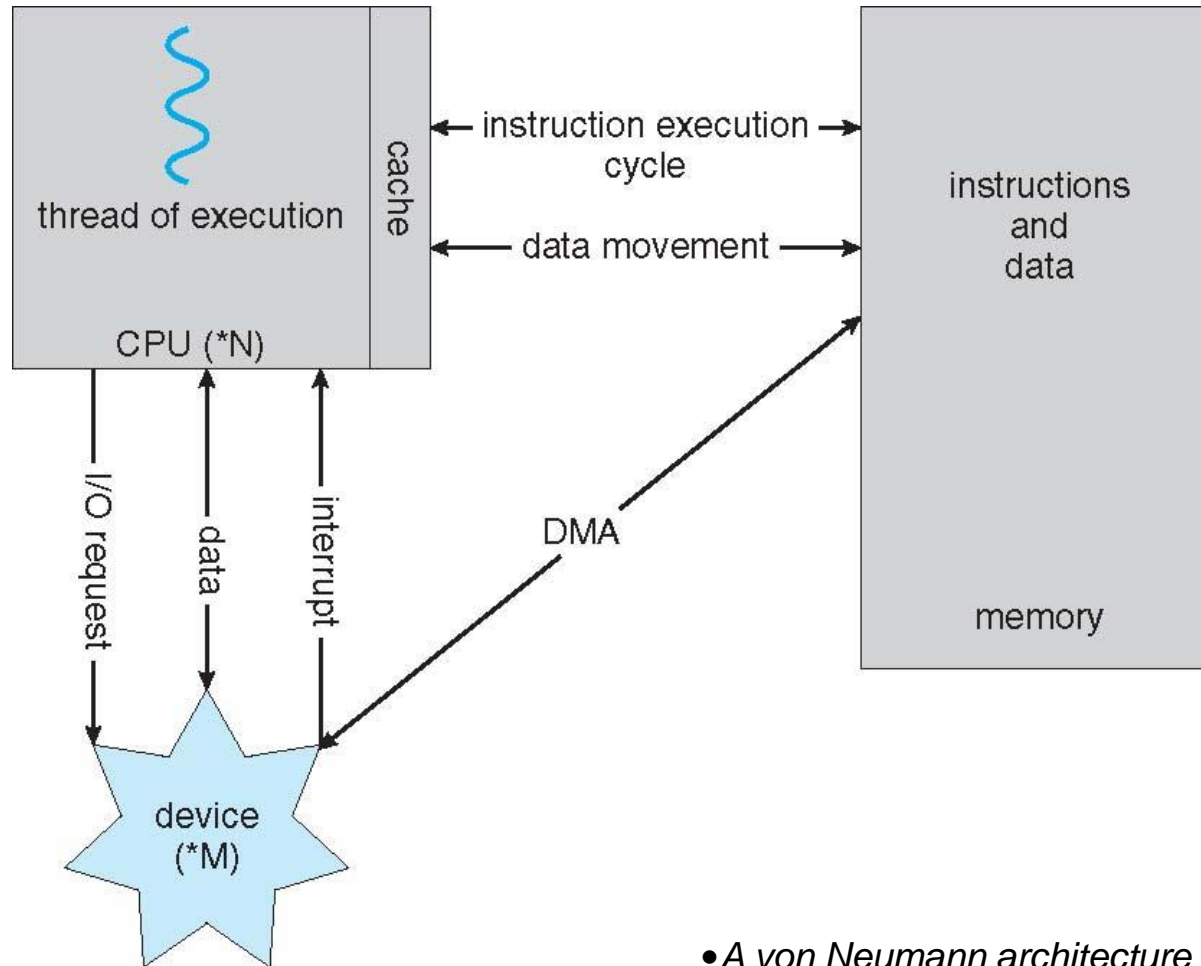 thread of execution
cache
CPU (*N)
instruction execution
cycle
data movement
instructions
and
data
memory
I/O request
data
interrupt
DMA
device
(*M)
•A von Neumann architecture